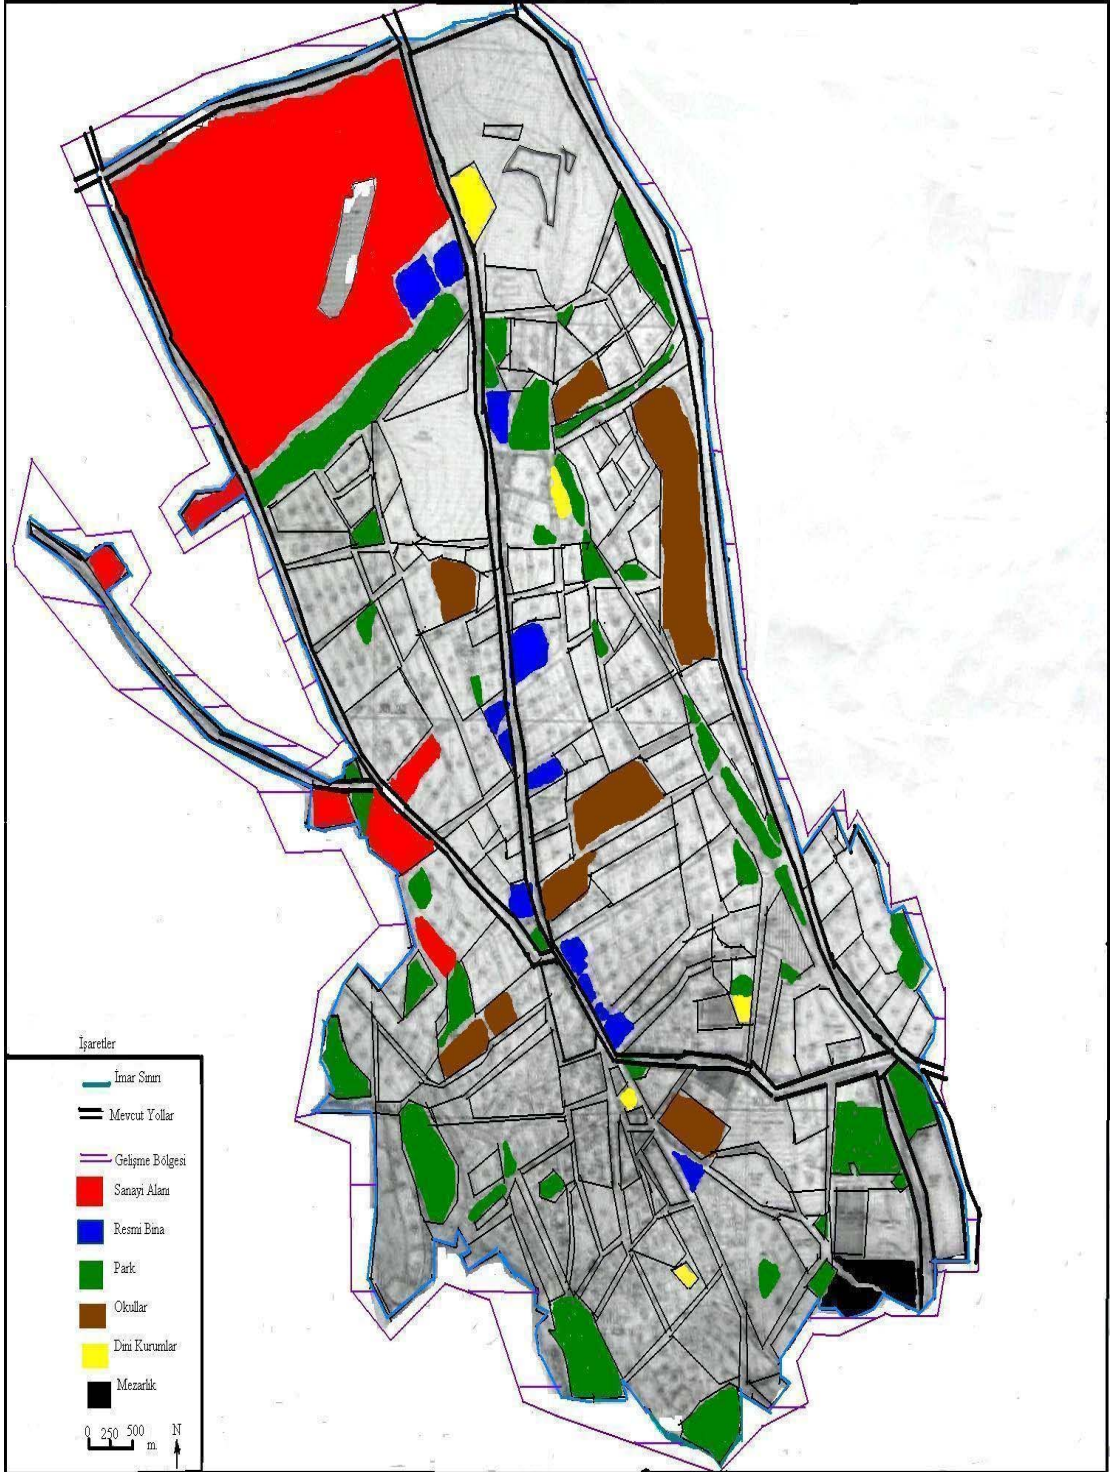 İşaretler
İmar Sınırı
Mevcut Yollar
Gelişme Bölgesi
Sanayi Alanı
Resmi Bina
Park
Okullar
Dini Kurumlar
Mezarlık
0 250 500 m.
N